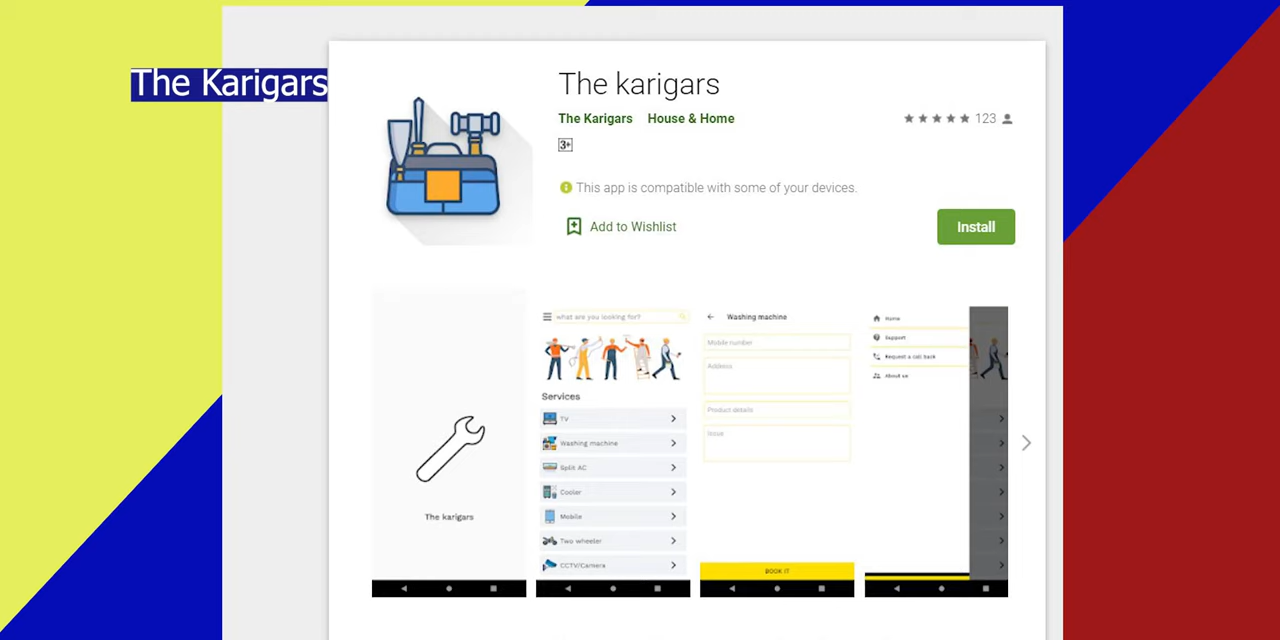 The Karigars
The karigars
The Karigars House & Home
123
3+
This app is compatible with some of your devices.
Add to Wishlist
Install
The karigars
what are you looking for?
Services
TV
Washing machine
Split AC
Cooler
Mobile
Two wheeler
CCTV/Camera
Washing machine
Mobile number
Address
Product details
Issue
BOOK IT
Home
Support
Request a call back
About us